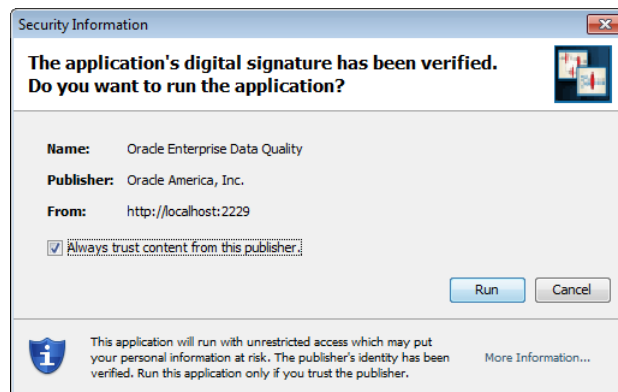 Security Information
The application's digital signature has been verified.
Do you want to run the application?
Name: Oracle Enterprise Data Quality
Publisher: Oracle America, Inc.
From: http://localhost:2229
Always trust content from this publisher.
Run Cancel
This application will run with unrestricted access which may put
your personal information at risk. The publisher's identity has been More Information...
verified. Run this application only if you trust the publisher.